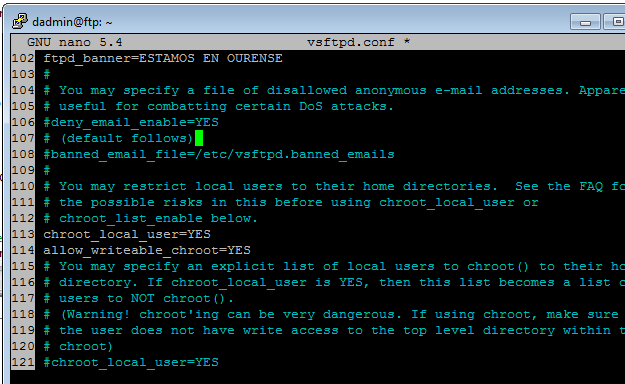 dadmin@ftp: ~
GNU nano 5.4 vsftpd.conf *
102 ftpd_banner=ESTAMOS EN OURENSE
103 #
104 # You may specify a file of disallowed anonymous e-mail addresses. Appare
105 # useful for combatting certain DoS attacks.
106 #deny_email_enable=YES
107 # (default follows)
108 #banned_email_file=/etc/vsftpd.banned_emails
109 #
110 # You may restrict local users to their home directories.  See the FAQ fo
111 # the possible risks in this before using chroot_local_user or
112 # chroot_list_enable below.
113 chroot_local_user=YES
114 allow_writeable_chroot=YES
115 # You may specify an explicit list of local users to chroot() to their ho
116 # directory. If chroot_local_user is YES, then this list becomes a list o
117 # users to NOT chroot().
118 # (Warning! chroot'ing can be very dangerous. If using chroot, make sure
119 # the user does not have write access to the top level directory within t
120 # chroot)
121 #chroot_local_user=YES